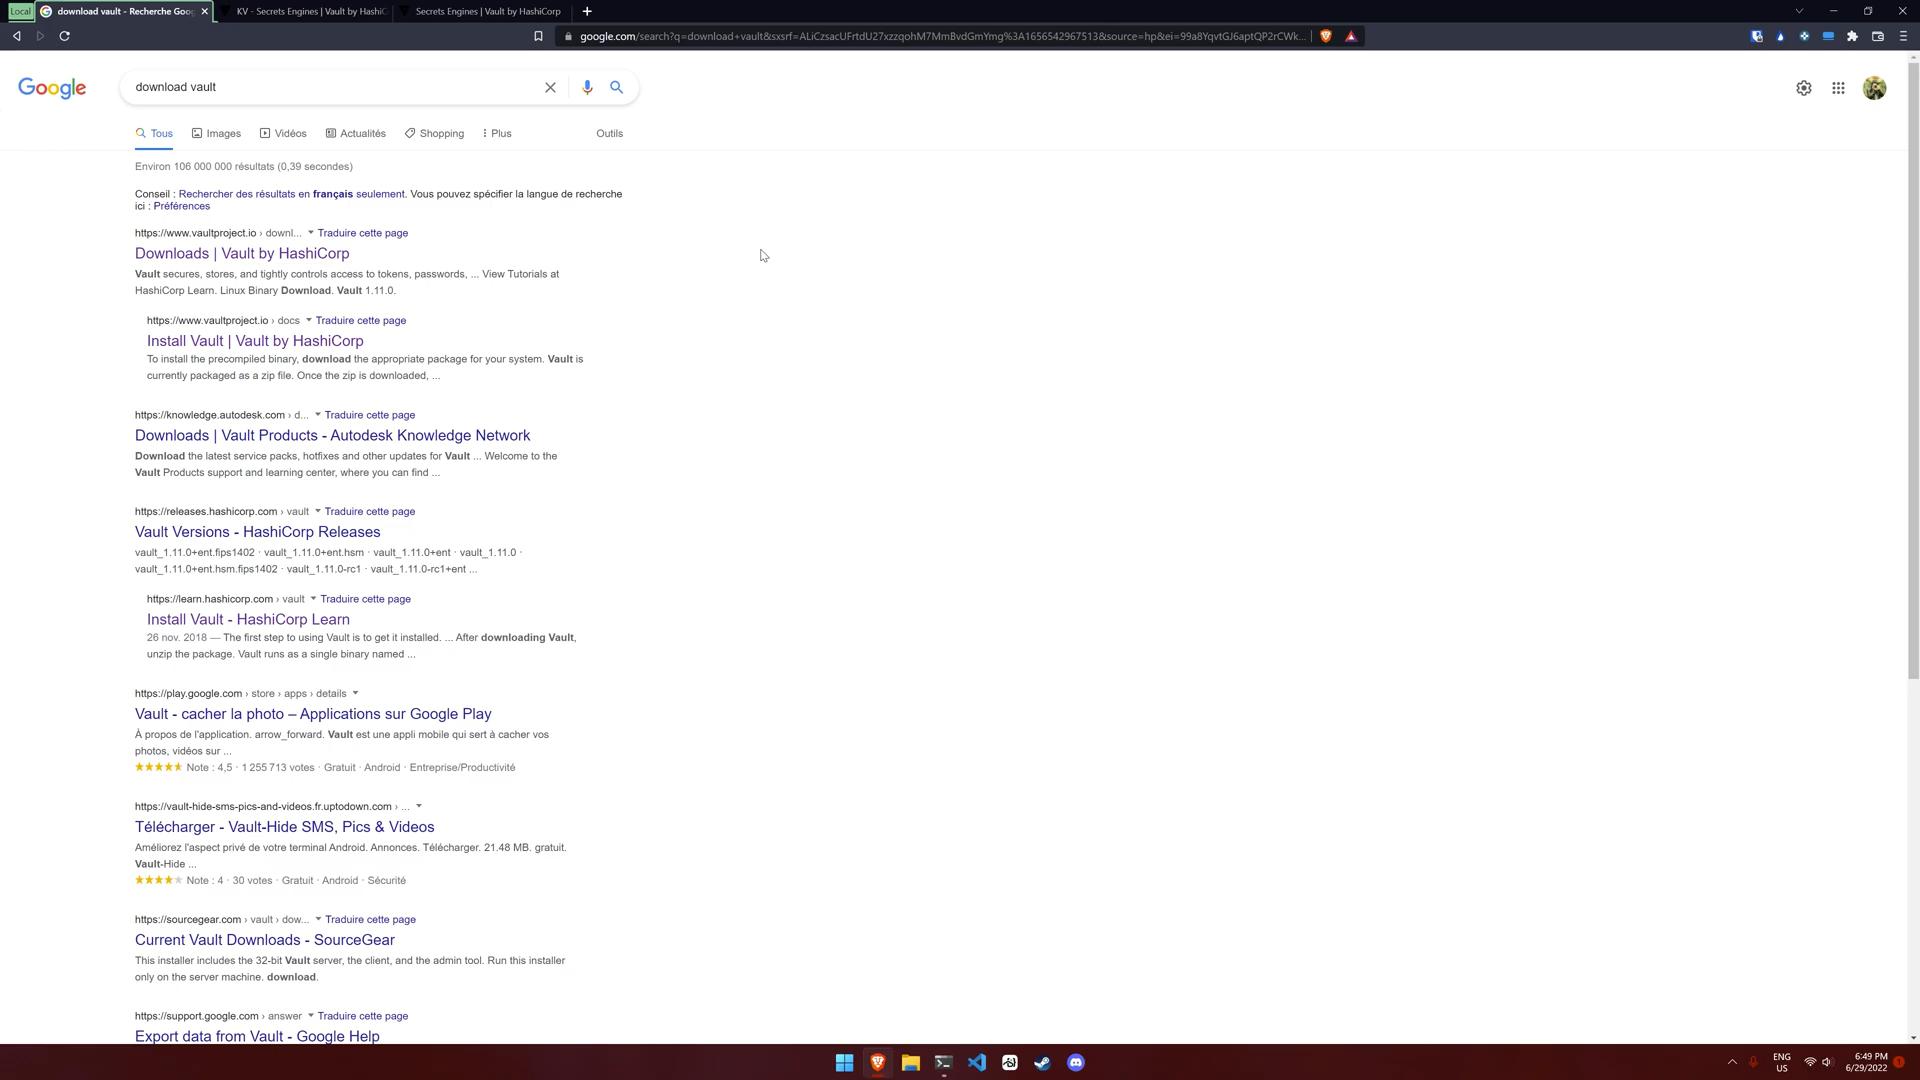 Local
download vault - Recherche Goo
KV - Secrets Engines | Vault by HashiC
Secrets Engines | Vault by HashiCorp
google.com/search?q=download+vault&sxsrf=ALiCzsacUFrtdU27xzzqohM7MmBvdGmYmg%3A1656542967513&source=hp&ei=99a8YqvtGJ6aptQP2rCWk...
Google
download vault
Tous
Images
Vidéos
Actualités
Shopping
Plus
Outils
Environ 106 000 000 résultats (0,39 secondes)
Conseil : Rechercher des résultats en français seulement. Vous pouvez spécifier la langue de recherche
ici : Préférences
https://www.vaultproject.io › downl... Traduire cette page
Downloads | Vault by HashiCorp
Vault secures, stores, and tightly controls access to tokens, passwords, ... View Tutorials at
HashiCorp Learn. Linux Binary Download. Vault 1.11.0.
https://www.vaultproject.io › docs Traduire cette page
Install Vault | Vault by HashiCorp
To install the precompiled binary, download the appropriate package for your system. Vault is
currently packaged as a zip file. Once the zip is downloaded, ...
https://knowledge.autodesk.com › d... Traduire cette page
Downloads | Vault Products - Autodesk Knowledge Network
Download the latest service packs, hotfixes and other updates for Vault ... Welcome to the
Vault Products support and learning center, where you can find ...
https://releases.hashicorp.com › vault Traduire cette page
Vault Versions - HashiCorp Releases
vault_1.11.0+ent.fips1402 · vault_1.11.0+ent.hsm · vault_1.11.0+ent · vault_1.11.0 ·
vault_1.11.0+ent.hsm.fips1402 · vault_1.11.0-rc1 · vault_1.11.0-rc1+ent ...
https://learn.hashicorp.com › vault Traduire cette page
Install Vault - HashiCorp Learn
26 nov. 2018 — The first step to using Vault is to get it installed. ... After downloading Vault,
unzip the package. Vault runs as a single binary named ...
https://play.google.com › store › apps › details
Vault - cacher la photo – Applications sur Google Play
À propos de l'application. arrow_forward. Vault est une appli mobile qui sert à cacher vos
photos, vidéos sur ...
Note : 4,5 · 1 255 713 votes · Gratuit · Android · Entreprise/Productivité
https://vault-hide-sms-pics-and-videos.fr.uptodown.com › ...
Télécharger - Vault-Hide SMS, Pics & Videos
Améliorez l'aspect privé de votre terminal Android. Annonces. Télécharger. 21.48 MB. gratuit.
Vault-Hide ...
Note : 4 · 30 votes · Gratuit · Android · Sécurité
https://sourcegear.com › vault › dow... Traduire cette page
Current Vault Downloads - SourceGear
This installer includes the 32-bit Vault server, the client, and the admin tool. Run this installer
only on the server machine. download.
https://support.google.com › answer Traduire cette page
Export data from Vault - Google Help
ENG
US
6:49 PM
6/29/2022
1